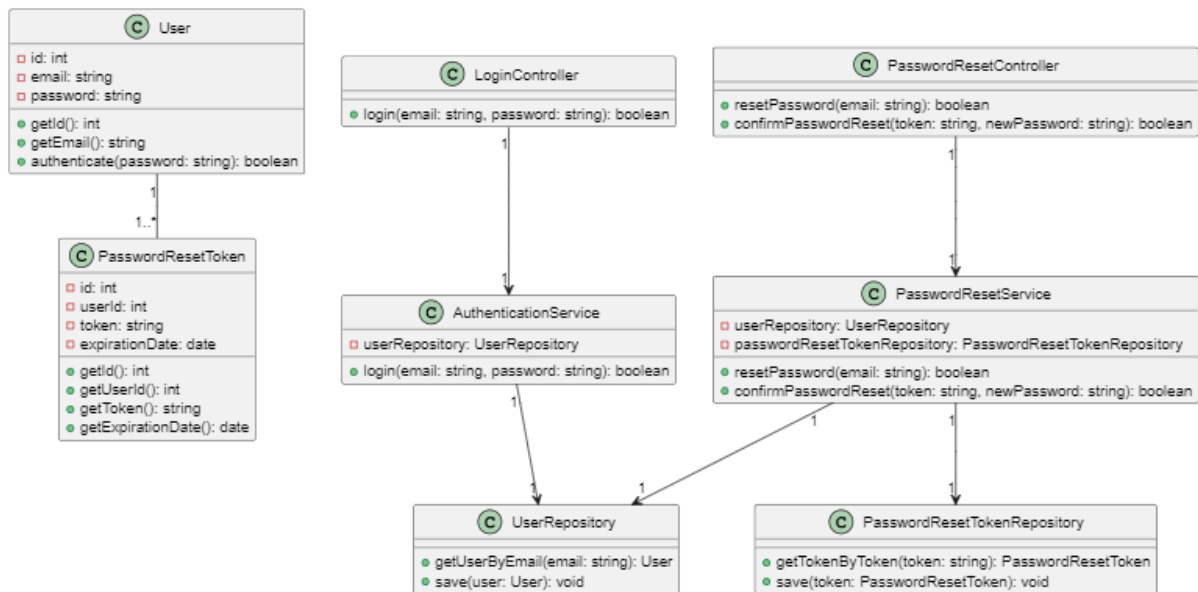 C User
id: int
email: string
password: string
getId(): int
getEmail(): string
authenticate(password: string): boolean
1
1..*
C PasswordResetToken
id: int
userId: int
token: string
expirationDate: date
getId(): int
getUserId(): int
getToken(): string
getExpirationDate(): date
C LoginController
login(email: string, password: string): boolean
1
1
C AuthenticationService
userRepository: UserRepository
login(email: string, password: string): boolean
1
1
C PasswordResetController
resetPassword(email: string): boolean
confirmPasswordReset(token: string, newPassword: string): boolean
1
1
C PasswordResetService
userRepository: UserRepository
passwordResetTokenRepository: PasswordResetTokenRepository
resetPassword(email: string): boolean
confirmPasswordReset(token: string, newPassword: string): boolean
1
1
1
1
C UserRepository
getUserByEmail(email: string): User
save(user: User): void
C PasswordResetTokenRepository
getTokenByToken(token: string): PasswordResetToken
save(token: PasswordResetToken): void